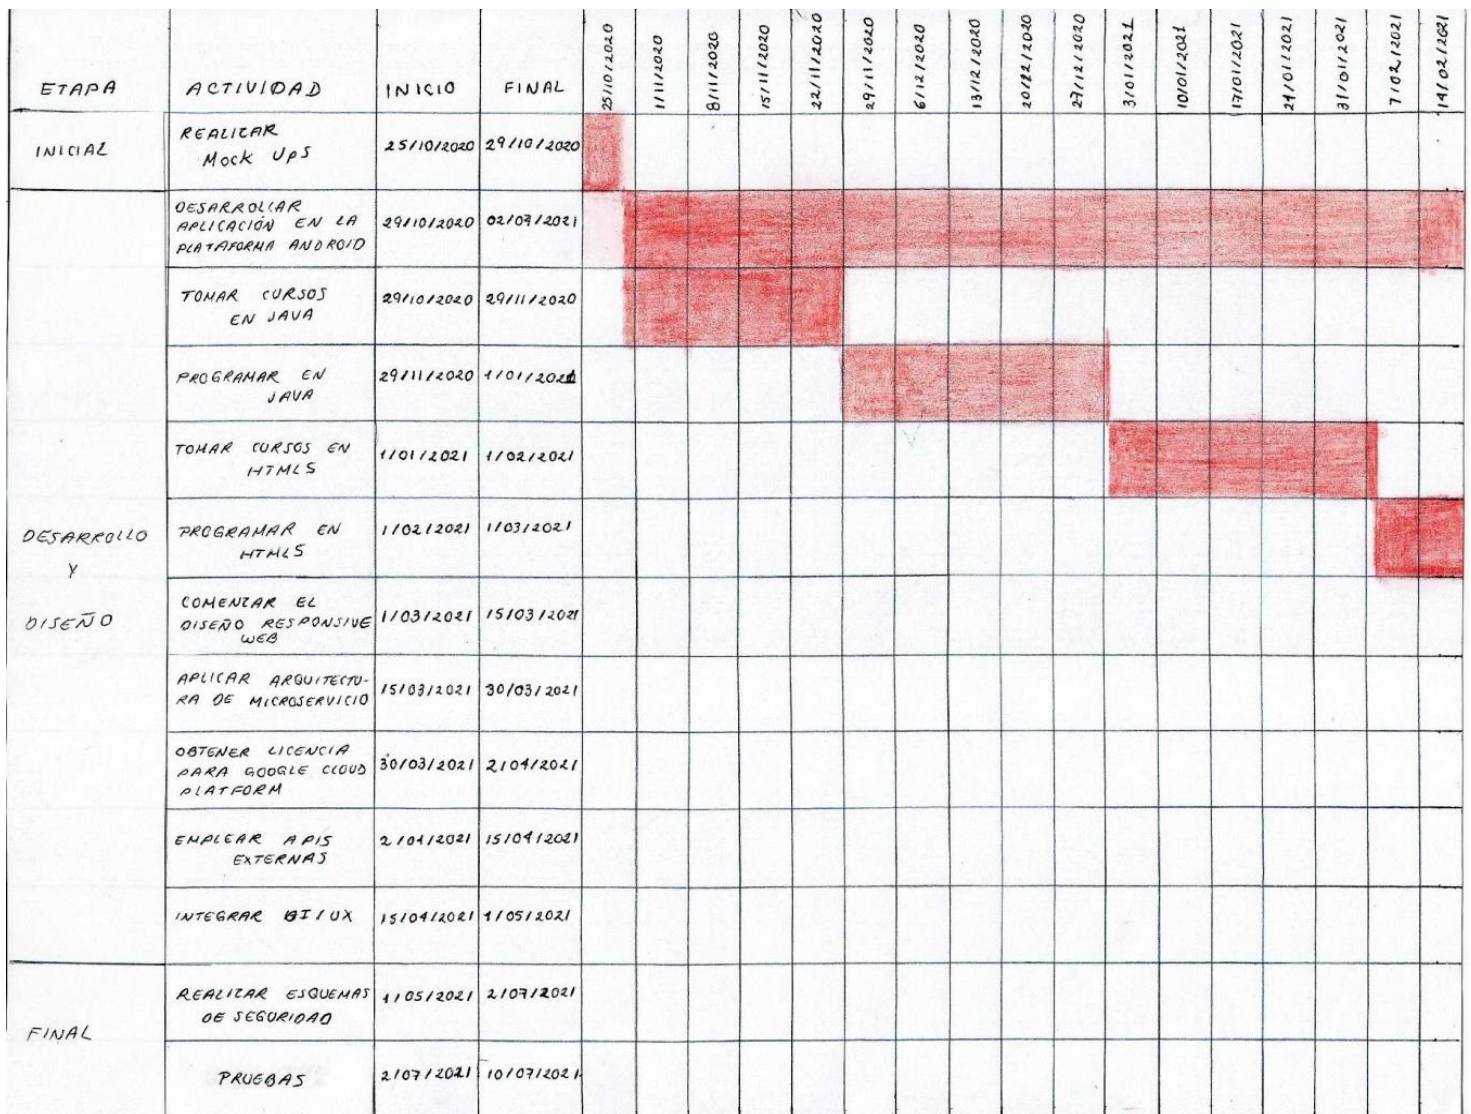 ETAPA ACTIVIDAD INICIO FINAL 25/10/2020 1/11/2020 8/11/2020 15/11/2020 22/11/2020 29/11/2020 6/12/2020 13/12/2020 20/12/2020 27/12/2020 3/01/2021 10/01/2021 17/01/2021 24/01/2021 31/01/2021 7/02/2021 14/02/2021
INICIAL
REALIZAR
Mock UpS
25/10/2020 29/10/2020
DESARROLLO
Y
DISEÑO
DESARROLLAR
APLICACIÓN EN LA
PLATAFORMA ANDROID
29/10/2020 02/07/2021
TOMAR CURSOS
EN JAVA
29/10/2020 29/11/2020
PROGRAMAR EN
JAVA
29/11/2020 1/01/2021
TOMAR CURSOS EN
HTML5
1/01/2021 1/02/2021
PROGRAMAR EN
HTML5
1/02/2021 1/03/2021
COMENZAR EL
DISEÑO RESPONSIVE
WEB
1/03/2021 15/03/2021
APLICAR ARQUITECTU-
RA DE MICROSERVICIO
15/03/2021 30/03/2021
OBTENER LICENCIA
PARA GOOGLE CLOUD
PLATFORM
30/03/2021 2/04/2021
EMPLEAR APIS
EXTERNAS
2/04/2021 15/04/2021
INTEGRAR BI/UX
15/04/2021 1/05/2021
FINAL
REALIZAR ESQUEMAS
DE SEGURIDAD
1/05/2021 2/07/2021
PRUEBAS
2/07/2021 10/07/2021